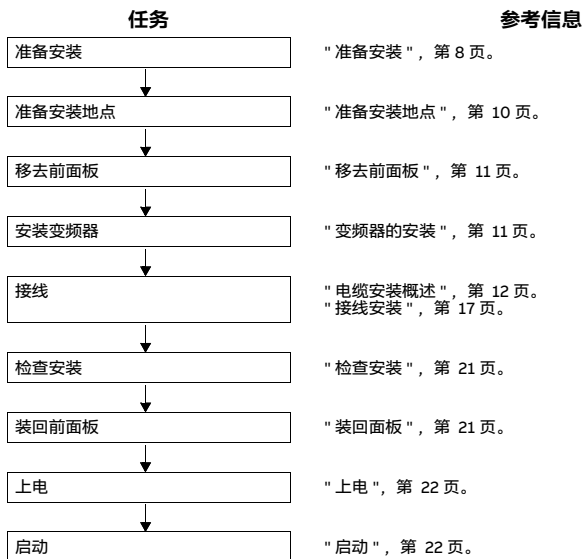 任务 参考信息
准备安装 "准备安装", 第 8 页。
准备安装地点 "准备安装地点", 第 10 页。
移去前面板 "移去前面板", 第 11 页。
安装变频器 "变频器的安装", 第 11 页。
接线 "电缆安装概述", 第 12 页。
"接线安装", 第 17 页。
检查安装 "检查安装", 第 21 页。
装回前面板 "装回面板", 第 21 页。
上电 "上电", 第 22 页。
启动 "启动", 第 22 页。